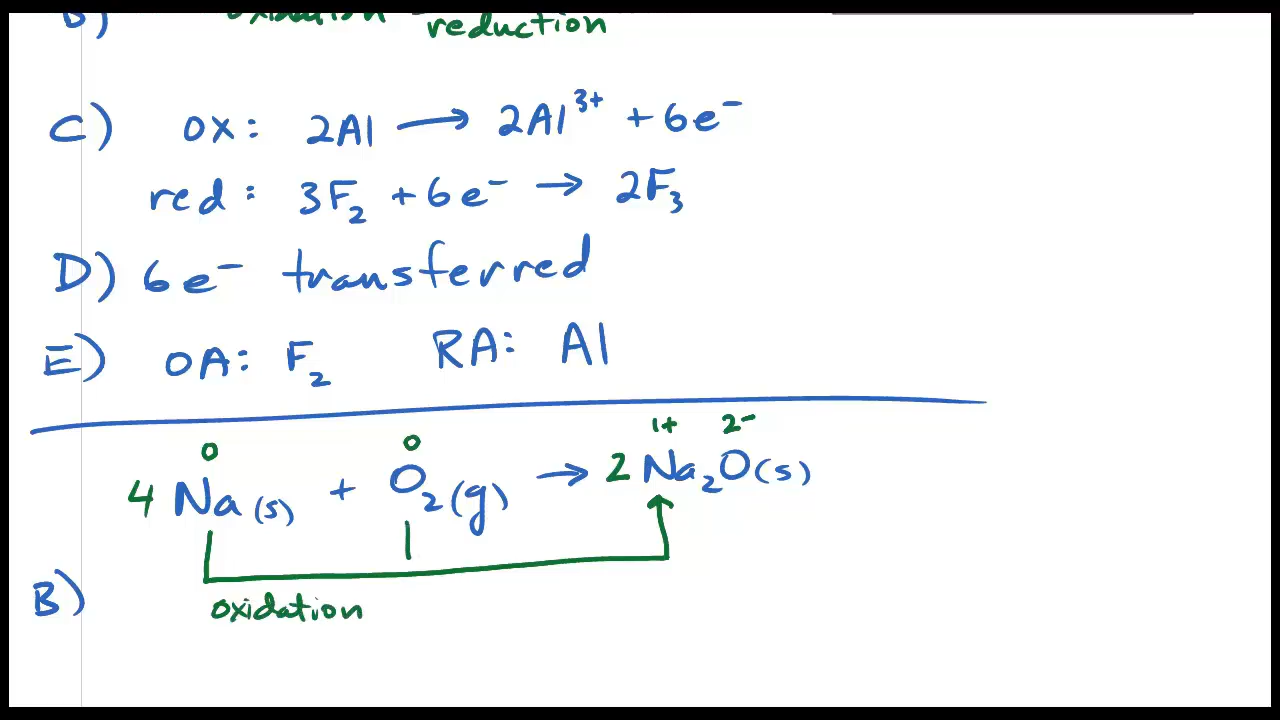 B) oxidation
reduction
C) ox: 2Al → 2Al³⁺ + 6e⁻
red: 3F₂ + 6e⁻ → 2F₃
D) 6e⁻ transferred
E) OA: F₂ RA: Al
0 0 1+ 2-
4 Na (s) + O₂ (g) → 2 Na₂O (s)
B) oxidation